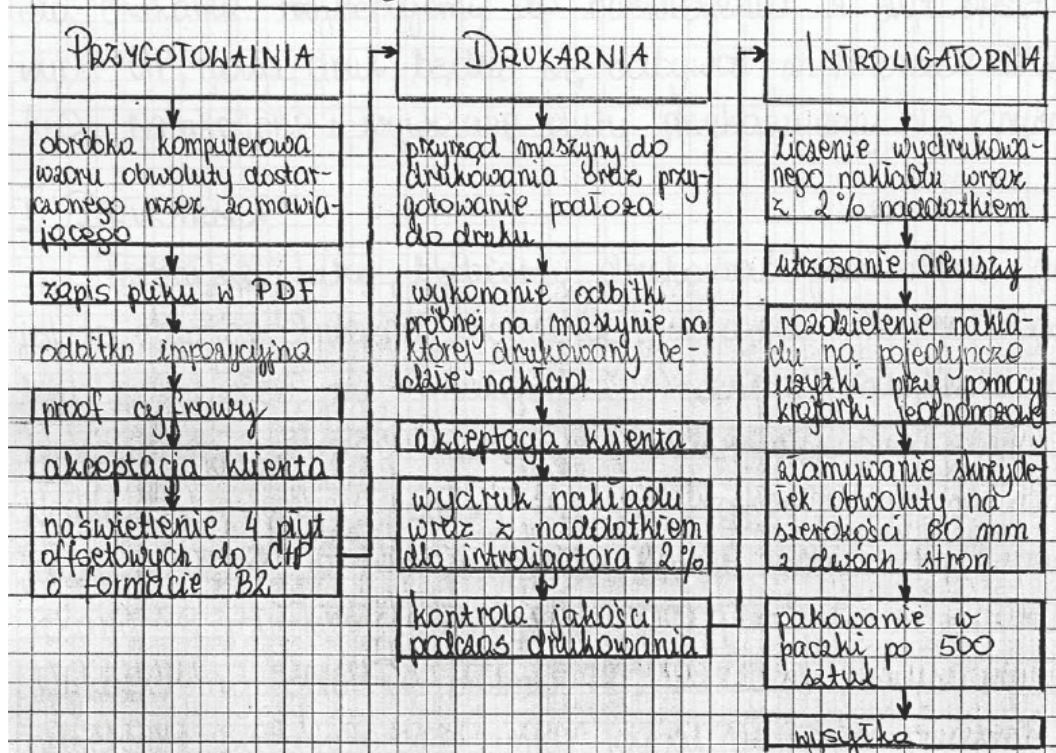 PRZYGOTOWALNIA
obróbka komputerowa
wzoru obwoluty dostar-
czonego przez zamawia-
jącego
zapis pliku w PDF
odbitka impozycyjna
proof cyfrowy
akceptacja klienta
naświetlenie 4 płyt
offsetowych do CtP
o formacie B2
DRUKARNIA
przyrząd maszyny do
drukowania oraz przy-
gotowanie podłoża
do druku
wykonanie odbitki
próbnej na maszynie na
której drukowany bę-
dzie nakład
akceptacja klienta
wydruk nakładu
wraz z naddatkiem
dla introligatora 2%
kontrola jakości
podczas drukowania
INTROLIGATORNIA
liczenie wydrukowa-
nego nakładu wraz
z 2% naddatkiem
utrząsanie arkuszy
rozdzielenie nakła-
du na pojedyncze
użytki przy pomocy
krajarki jednonożowej
złamywanie skrzyde-
łek obwoluty na
szerokości 60 mm
z dwóch stron
pakowanie w
paczki po 500
sztuk
wysyłka